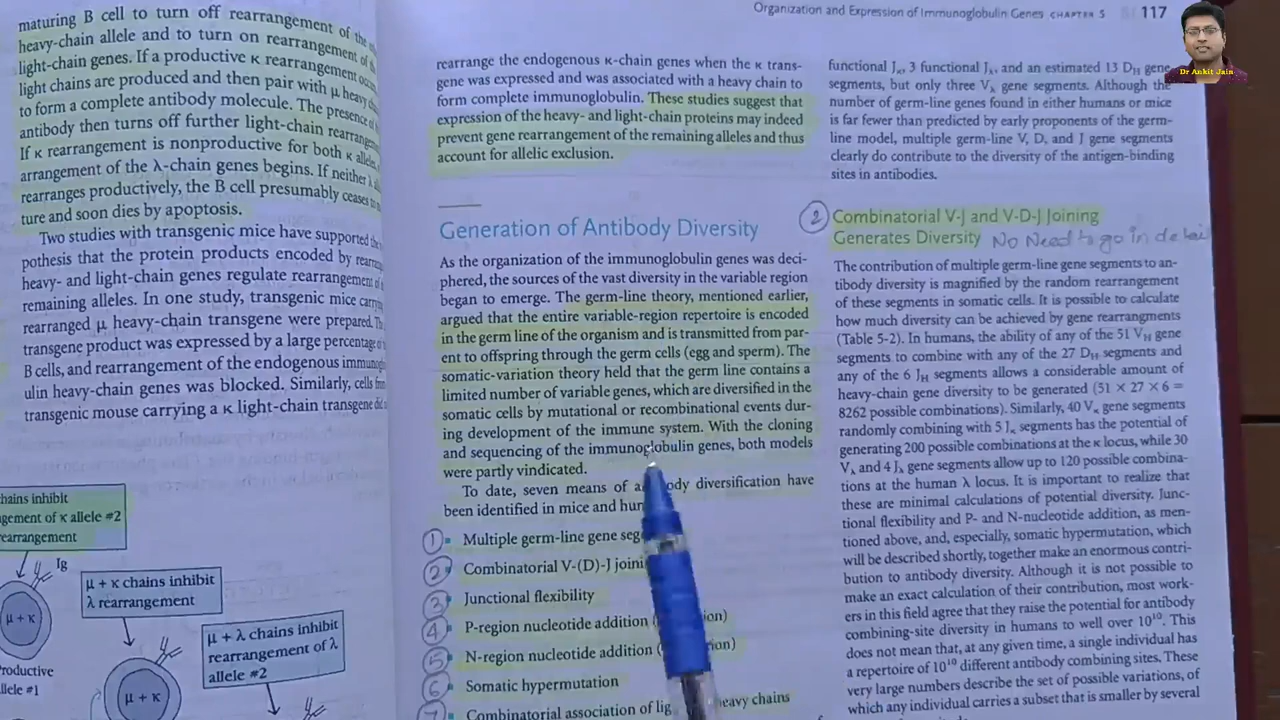 Organization and Expression of Immunoglobulin Genes CHAPTER 5 117
Dr Ankit Jain
maturing B cell to turn off rearrangement of the
heavy-chain allele and to turn on rearrangement of
light-chain genes. If a productive κ rearrangement
light chains are produced and then pair with μ heavy
to form a complete antibody molecule. The presence of
antibody then turns off further light-chain
If κ rearrangement is nonproductive for both κ
arrangement of the λ-chain genes begins. If neither λ
rearranges productively, the B cell presumably ceases to
ture and soon dies by apoptosis.
Two studies with transgenic mice have supported
pothesis that the protein products encoded by
heavy- and light-chain genes regulate rearrangement
remaining alleles. In one study, transgenic mice
rearranged μ heavy-chain transgene were prepared.
transgene product was expressed by a large percentage
B cells, and rearrangement of the endogenous
ulin heavy-chain genes was blocked. Similarly, cells
transgenic mouse carrying a κ light-chain transgene
chains inhibit
gement of κ allele #2
rearrangement
Ig
μ + κ
μ + κ chains inhibit
λ rearrangement
μ + λ chains inhibit
rearrangement of λ
allele #2
μ + κ
roductive
llele #1
rearrange the endogenous κ-chain genes when the κ trans-
gene was expressed and was associated with a heavy chain to
form complete immunoglobulin. These studies suggest that
expression of the heavy- and light-chain proteins may indeed
prevent gene rearrangement of the remaining alleles and thus
account for allelic exclusion.
Generation of Antibody Diversity
As the organization of the immunoglobulin genes was deci-
phered, the sources of the vast diversity in the variable region
began to emerge. The germ-line theory, mentioned earlier,
argued that the entire variable-region repertoire is encoded
in the germ line of the organism and is transmitted from par-
ent to offspring through the germ cells (egg and sperm). The
somatic-variation theory held that the germ line contains a
limited number of variable genes, which are diversified in the
somatic cells by mutational or recombinational events dur-
ing development of the immune system. With the cloning
and sequencing of the immunoglobulin genes, both models
were partly vindicated.
To date, seven means of diversification have
been identified in mice and
1 Multiple germ-line gene
2 Combinatorial V-(D)-J
3 Junctional flexibility
4 P-region nucleotide addition
5 N-region nucleotide addition
6 Somatic hypermutation
7 Combinatorial association of heavy chains
functional Jκ, 3 functional Jλ, and an estimated 13 DH gene
segments, but only three Vλ gene segments. Although the
number of germ-line genes found in either humans or mice
is far fewer than predicted by early proponents of the germ-
line model, multiple germ-line V, D, and J gene segments
clearly do contribute to the diversity of the antigen-binding
sites in antibodies.
2 Combinatorial V-J and V-D-J Joining
Generates Diversity No Need to go in detail
The contribution of multiple germ-line gene segments to an-
tibody diversity is magnified by the random rearrangement
of these segments in somatic cells. It is possible to calculate
how much diversity can be achieved by gene rearrangments
(Table 5-2). In humans, the ability of any of the 51 VH gene
segments to combine with any of the 27 DH segments and
any of the 6 JH segments allows a considerable amount of
heavy-chain gene diversity to be generated (51 × 27 × 6 =
8262 possible combinations). Similarly, 40 Vκ gene segments
randomly combining with 5 Jκ segments has the potential of
generating 200 possible combinations at the κ locus, while 30
Vλ and 4 Jλ gene segments allow up to 120 possible combina-
tions at the human λ locus. It is important to realize that
these are minimal calculations of potential diversity. Junc-
tional flexibility and P- and N-nucleotide addition, as men-
tioned above, and, especially, somatic hypermutation, which
will be described shortly, together make an enormous contri-
bution to antibody diversity. Although it is not possible to
make an exact calculation of their contribution, most work-
ers in this field agree that they raise the potential for antibody
combining-site diversity in humans to well over 10¹⁰. This
does not mean that, at any given time, a single individual has
a repertoire of 10¹⁰ different antibody combining sites. These
very large numbers describe the set of possible variations, of
which any individual carries a subset that is smaller by several